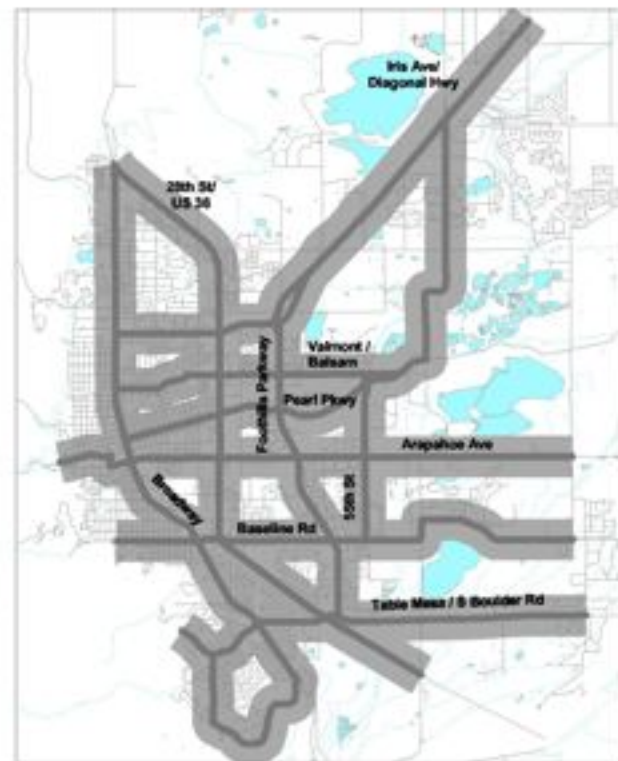 Iris Ave/
Diagonal Hwy
28th St/
US 36
Foothills Parkway
Valmont /
Balsam
Pearl Pkwy
Arapahoe Ave
Broadway
55th St
Baseline Rd
Table Mesa / S Boulder Rd